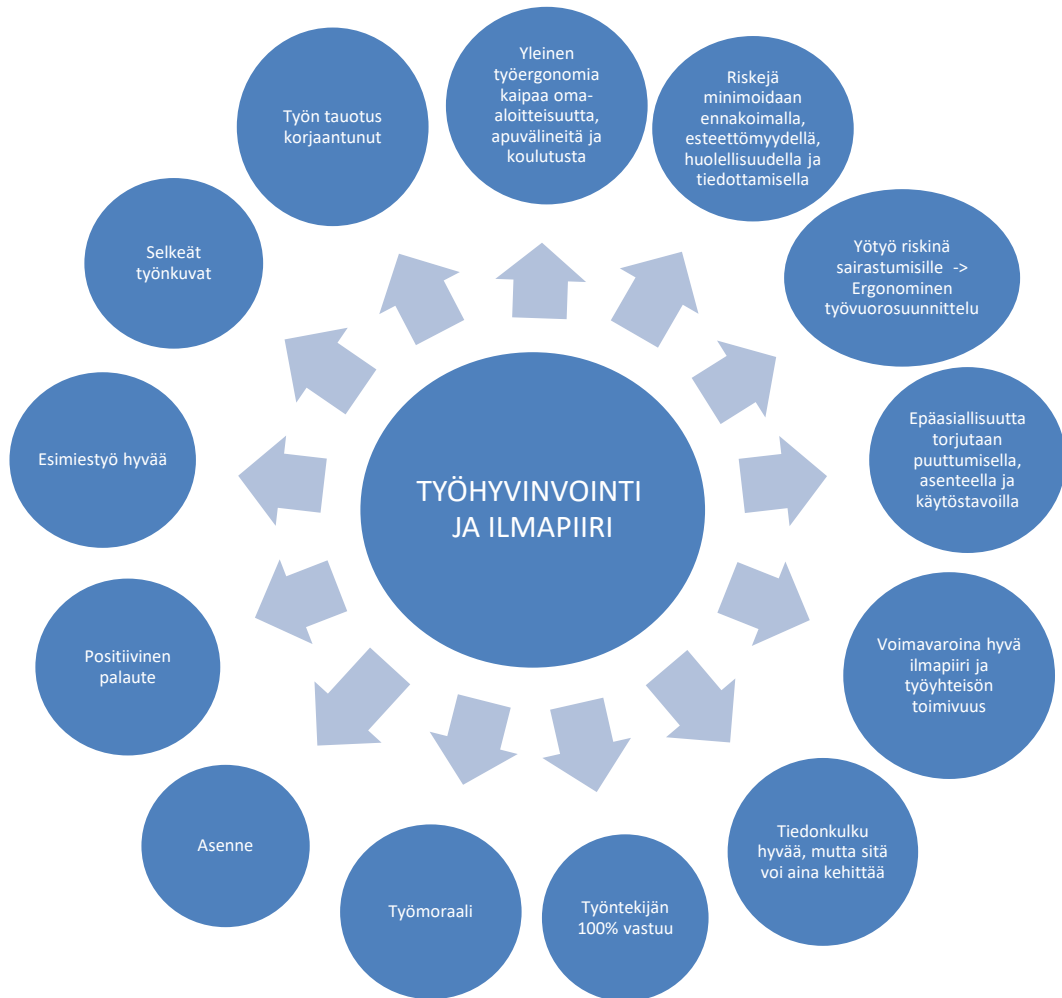 Yleinen
työergonomia
kaipaa oma-
aloitteisuutta,
apuvälineitä ja
koulutusta
Riskejä
minimoidaan
ennakoimalla,
esteettömyydellä,
huolellisuudella ja
tiedottamisella
Yötyö riskinä
sairastumisille ->
Ergonominen
työvuorosuunnittelu
Epäasiallisuutta
torjutaan
puuttumisella,
asenteella ja
käytöstavoilla
Voimavaroina hyvä
ilmapiiri ja
työyhteisön
toimivuus
Tiedonkulku
hyvää, mutta sitä
voi aina kehittää
Työntekijän
100% vastuu
Työmoraali
Asenne
Positiivinen
palaute
Esimiestyö hyvää
Selkeät
työnkuvat
Työn tauotus
korjaantunut
TYÖHYVINVOINTI
JA ILMAPIIRI